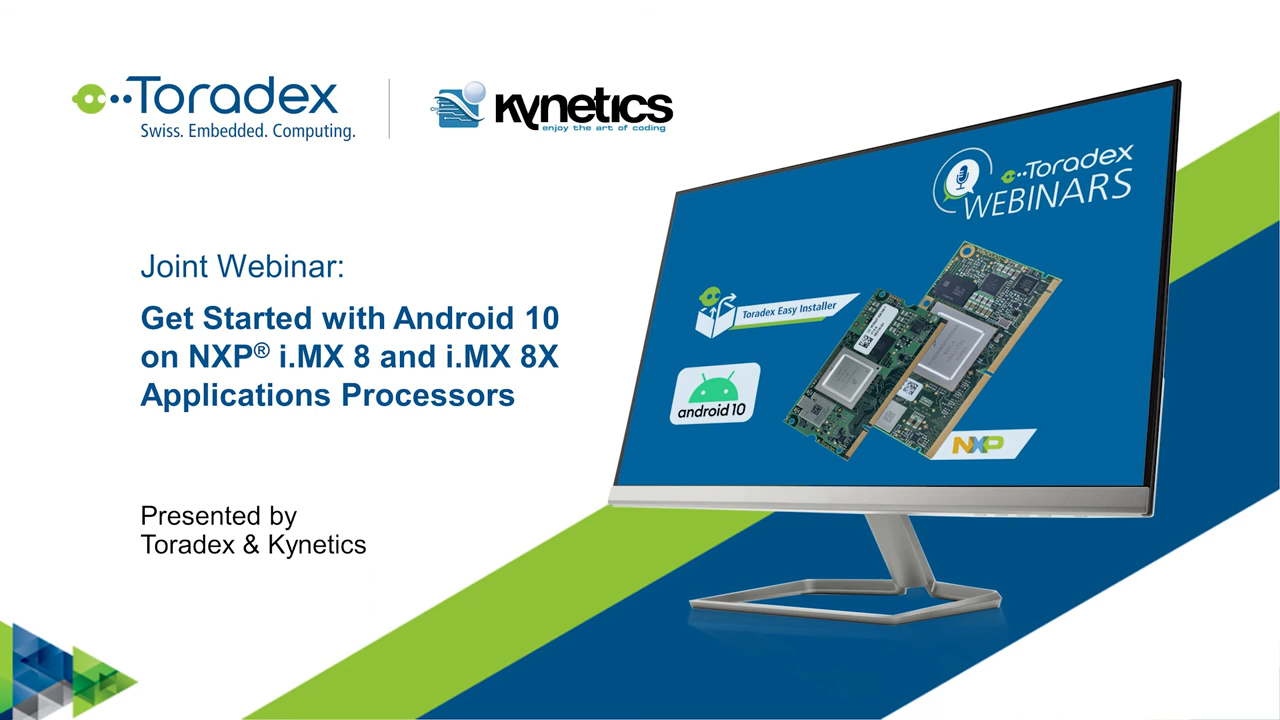 Toradex
Swiss. Embedded. Computing.
Kynetics
enjoy the art of coding
Joint Webinar:
Get Started with Android 10
on NXP® i.MX 8 and i.MX 8X
Applications Processors
Presented by
Toradex & Kynetics
Toradex
WEBINARS
Toradex Easy Installer
android 10
NXP